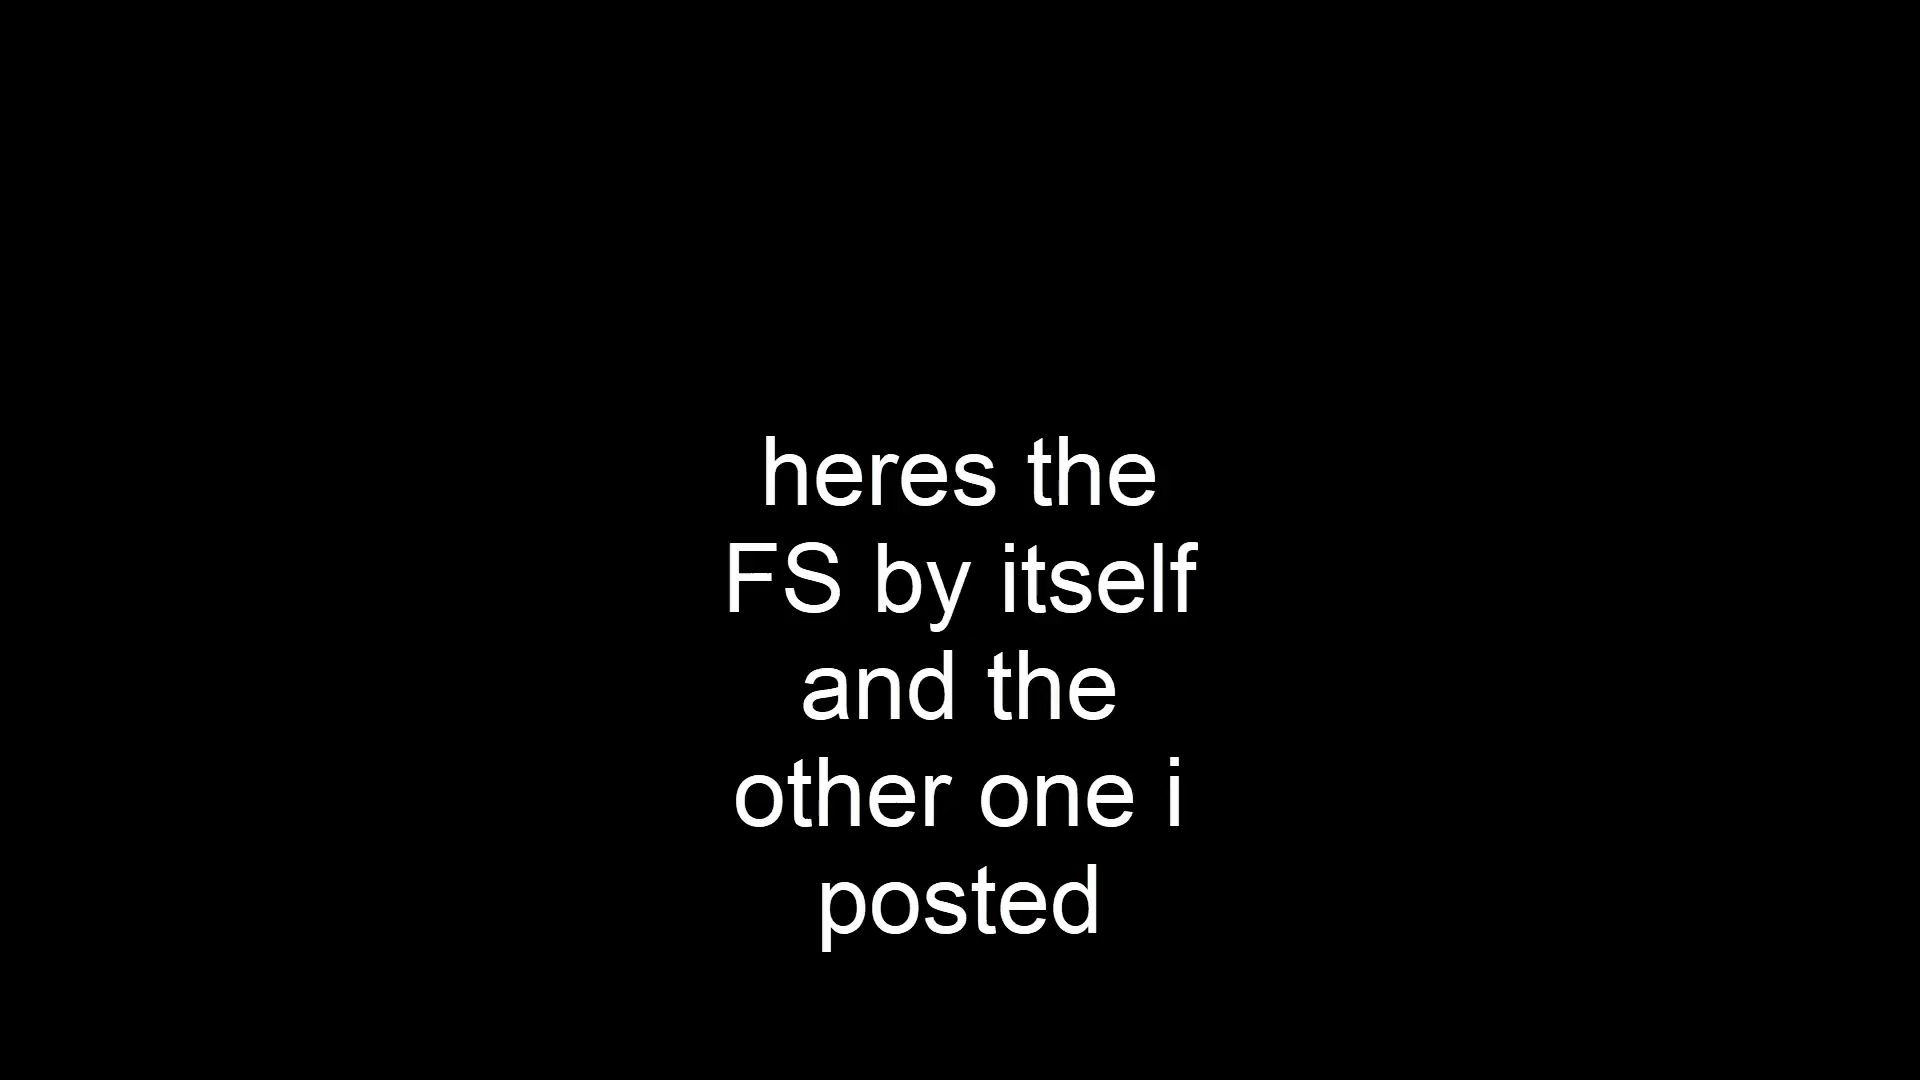 heres the
FS by itself
and the
other one i
posted